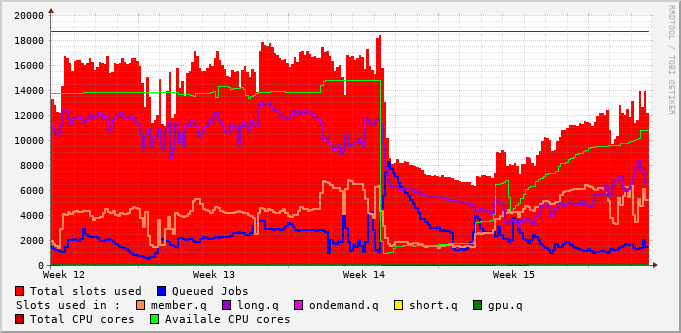 RRDTOOL / TOBI OETIKER
20000
18000
16000
14000
12000
10000
8000
6000
4000
2000
0
Week 12 Week 13 Week 14 Week 15
Total slots used Queued Jobs
Slots used in : member.q long.q ondemand.q short.q gpu.q
Total CPU cores Availale CPU cores